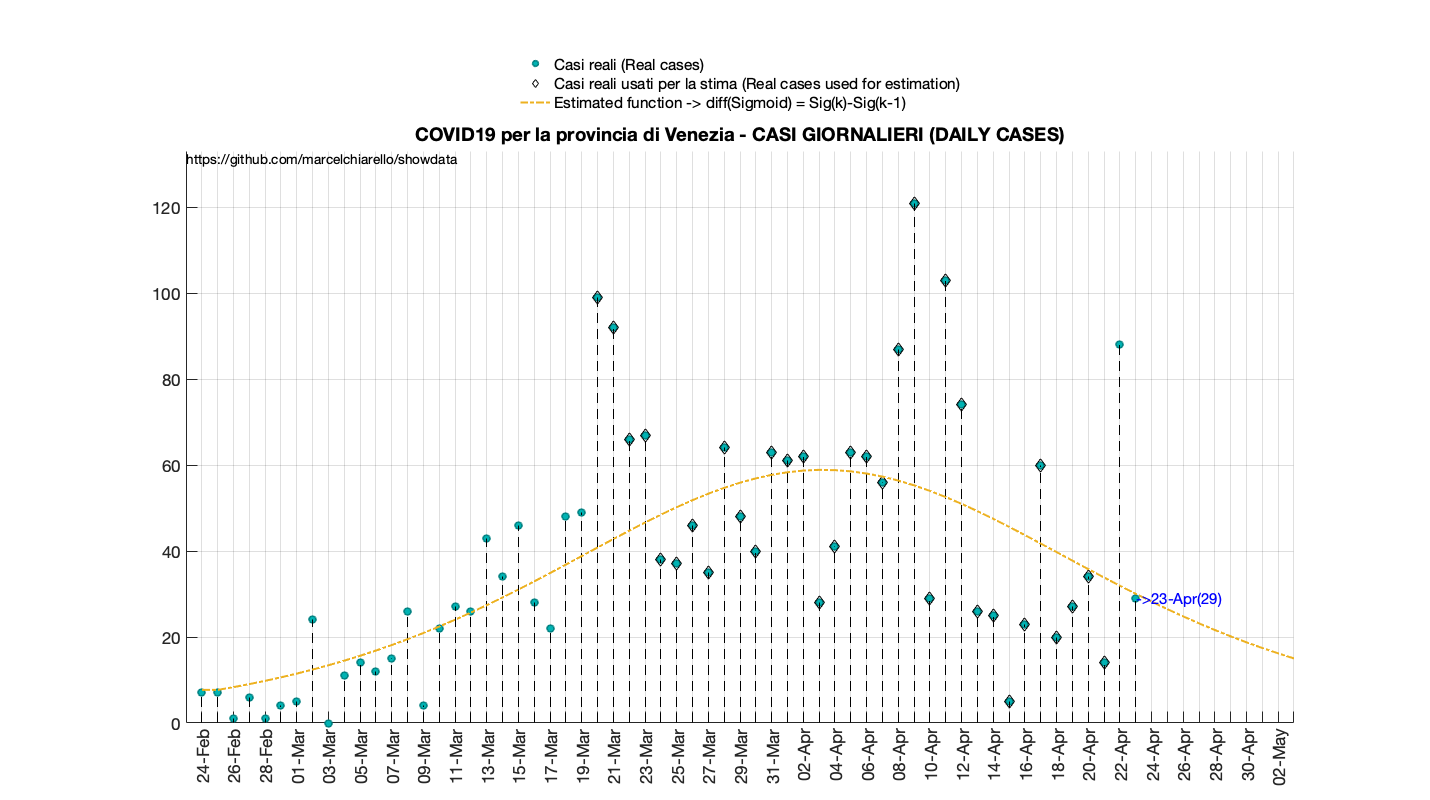 Casi reali (Real cases)
Casi reali usati per la stima (Real cases used for estimation)
Estimated function -> diff(Sigmoid) = Sig(k)-Sig(k-1)
COVID19 per la provincia di Venezia - CASI GIORNALIERI (DAILY CASES)
https://github.com/marcelchiarello/showdata
120
100
80
60
40
20
0
->23-Apr(29)
24-Feb
26-Feb
28-Feb
01-Mar
03-Mar
05-Mar
07-Mar
09-Mar
11-Mar
13-Mar
15-Mar
17-Mar
19-Mar
21-Mar
23-Mar
25-Mar
27-Mar
29-Mar
31-Mar
02-Apr
04-Apr
06-Apr
08-Apr
10-Apr
12-Apr
14-Apr
16-Apr
18-Apr
20-Apr
22-Apr
24-Apr
26-Apr
28-Apr
30-Apr
02-May